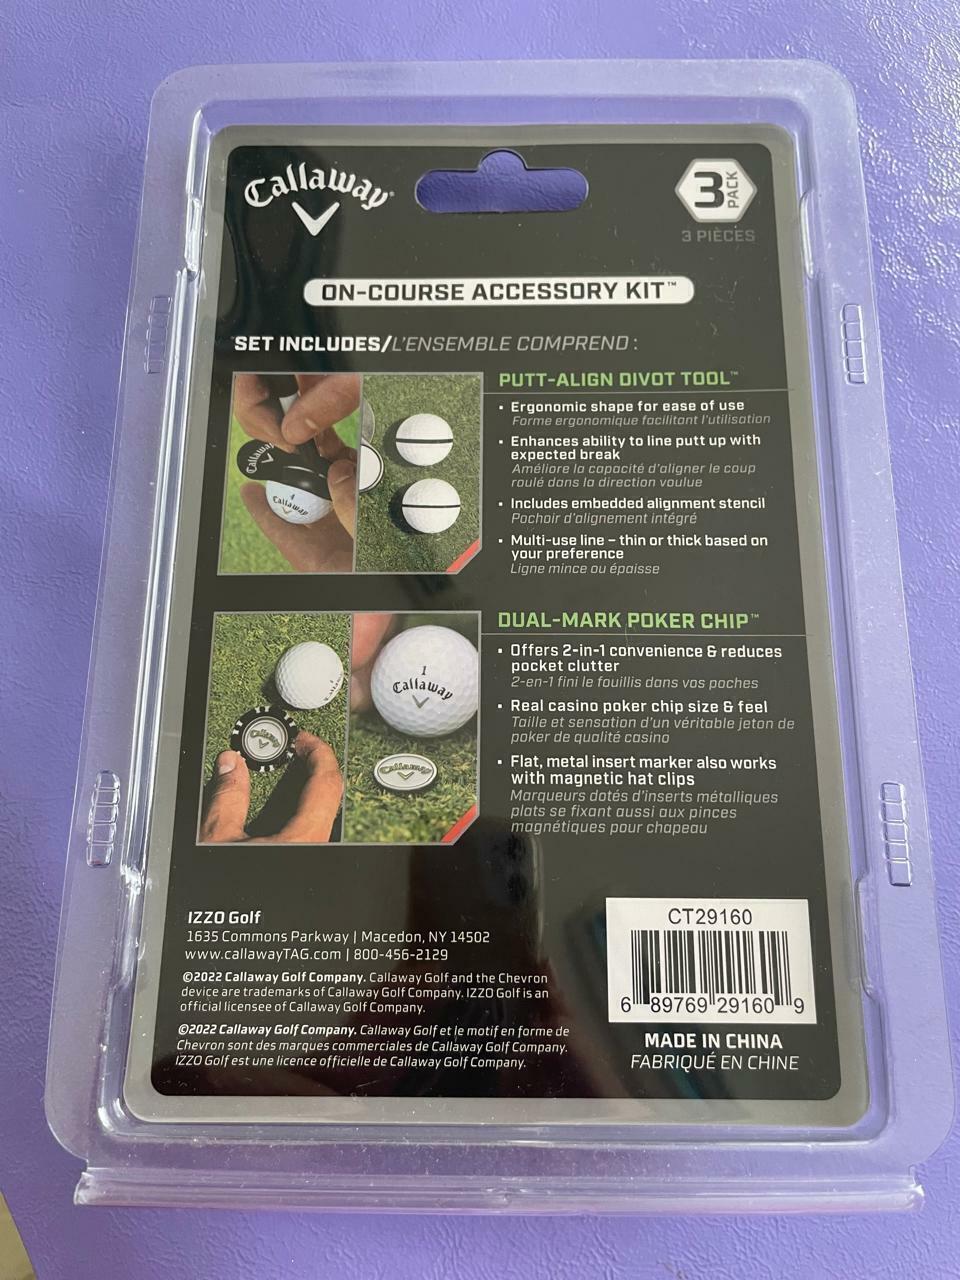 Callaway
3 PACK
3 PIÈCES
ON-COURSE ACCESSORY KIT™
SET INCLUDES/L'ENSEMBLE COMPREND :
PUTT-ALIGN DIVOT TOOL™
• Ergonomic shape for ease of use
Forme ergonomique facilitant l'utilisation
• Enhances ability to line putt up with
expected break
Améliore la capacité d'aligner le coup
roulé dans la direction voulue
• Includes embedded alignment stencil
Pochoir d'alignement intégré
• Multi-use line – thin or thick based on
your preference
Ligne mince ou épaisse
Callaway
4
Callaway
DUAL-MARK POKER CHIP™
• Offers 2-in-1 convenience & reduces
pocket clutter
2-en-1 fini le fouillis dans vos poches
• Real casino poker chip size & feel
Taille et sensation d'un véritable jeton de
poker de qualité casino
• Flat, metal insert marker also works
with magnetic hat clips
Marqueurs dotés d'inserts métalliques
plats se fixant aussi aux pinces
magnétiques pour chapeau
Callaway
1
Callaway
Callaway
IZZO Golf
1635 Commons Parkway | Macedon, NY 14502
www.callawayTAG.com | 800-456-2129
©2022 Callaway Golf Company. Callaway Golf and the Chevron
device are trademarks of Callaway Golf Company. IZZO Golf is an
official licensee of Callaway Golf Company.
©2022 Callaway Golf Company. Callaway Golf et le motif en forme de
Chevron sont des marques commerciales de Callaway Golf Company.
IZZO Golf est une licence officielle de Callaway Golf Company.
CT29160
6 89769 29160 9
MADE IN CHINA
FABRIQUÉ EN CHINE